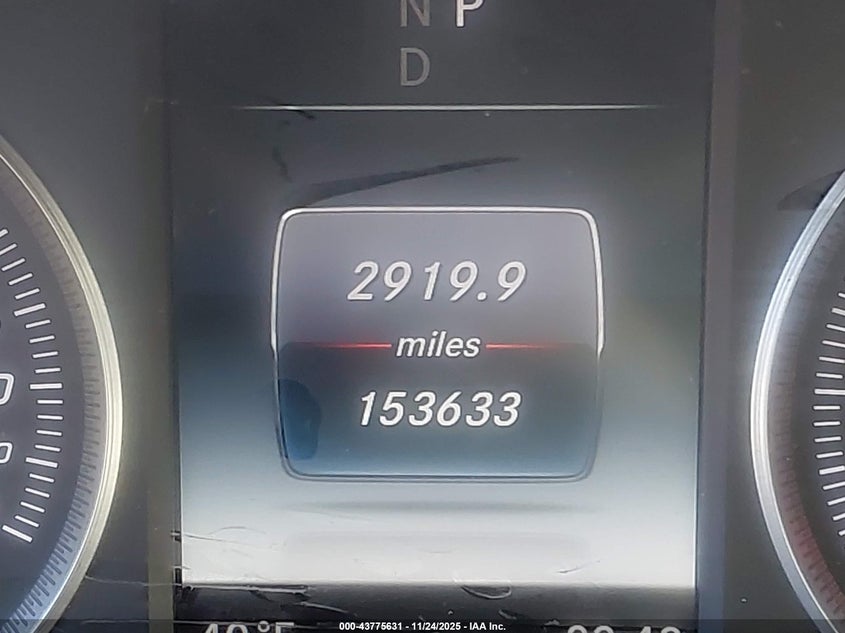 N P
D
2919.9
miles
153633
000-43775631 - 11/24/2025 - IAA Inc.